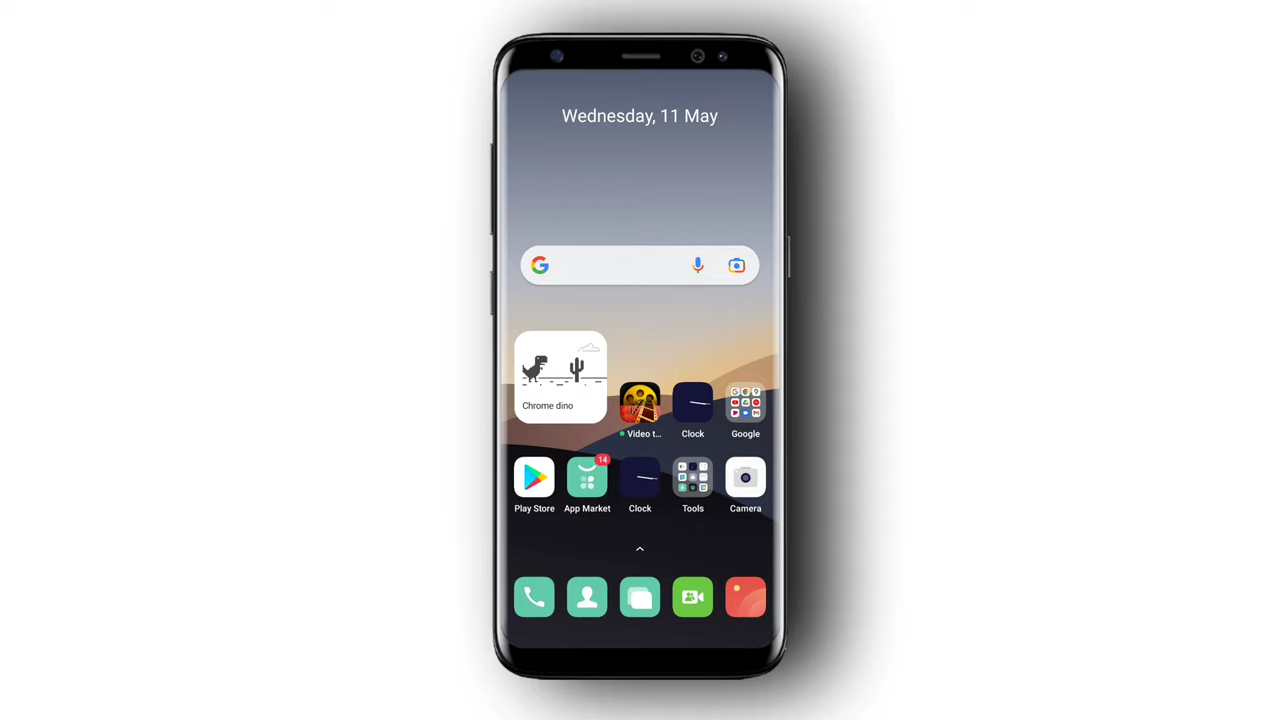 Wednesday, 11 May
G
Chrome dino
Video t...
Clock
Google
14
Play Store
App Market
Clock
Tools
Camera